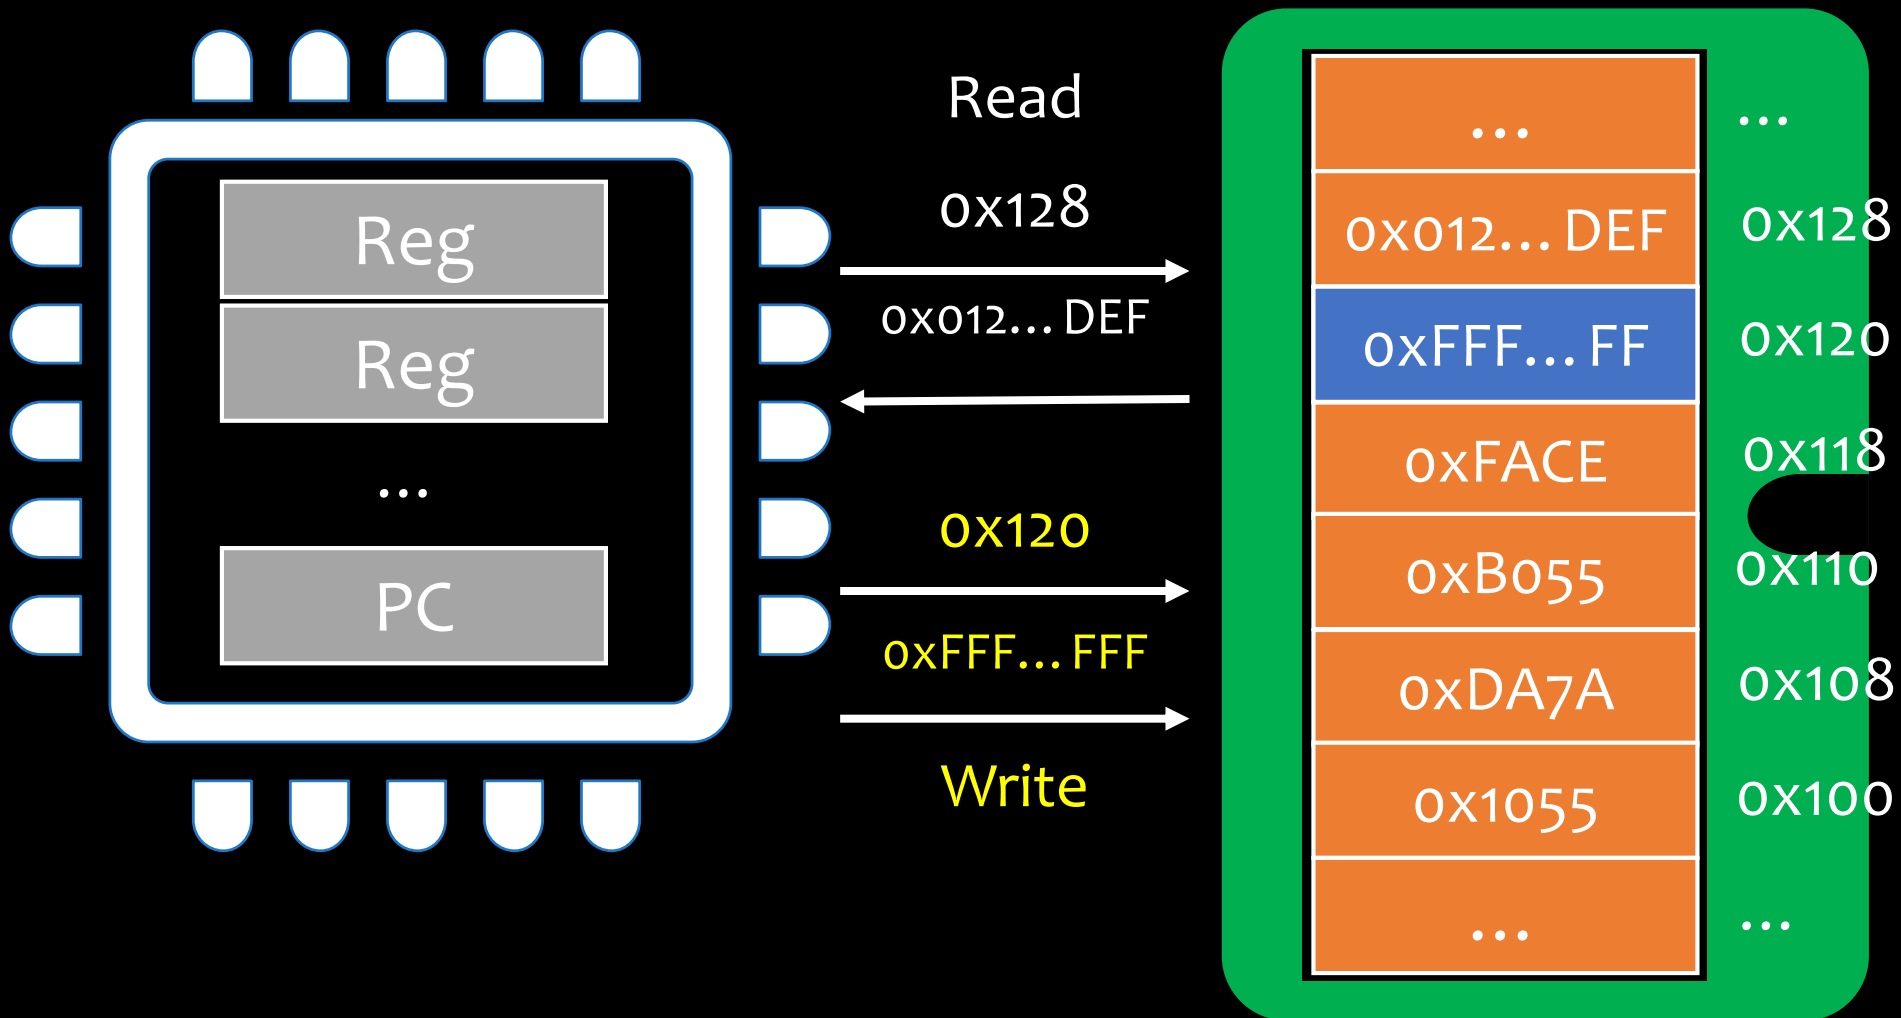 Reg
Reg
...
PC
Read
0x128
0x012... DEF
0x120
0xFFF... FFF
Write
... ...
0x012... DEF 0x128
0xFFF... FF 0x120
0xFACE 0x118
0xB055 0x110
0xDA7A 0x108
0x1055 0x100
... ...